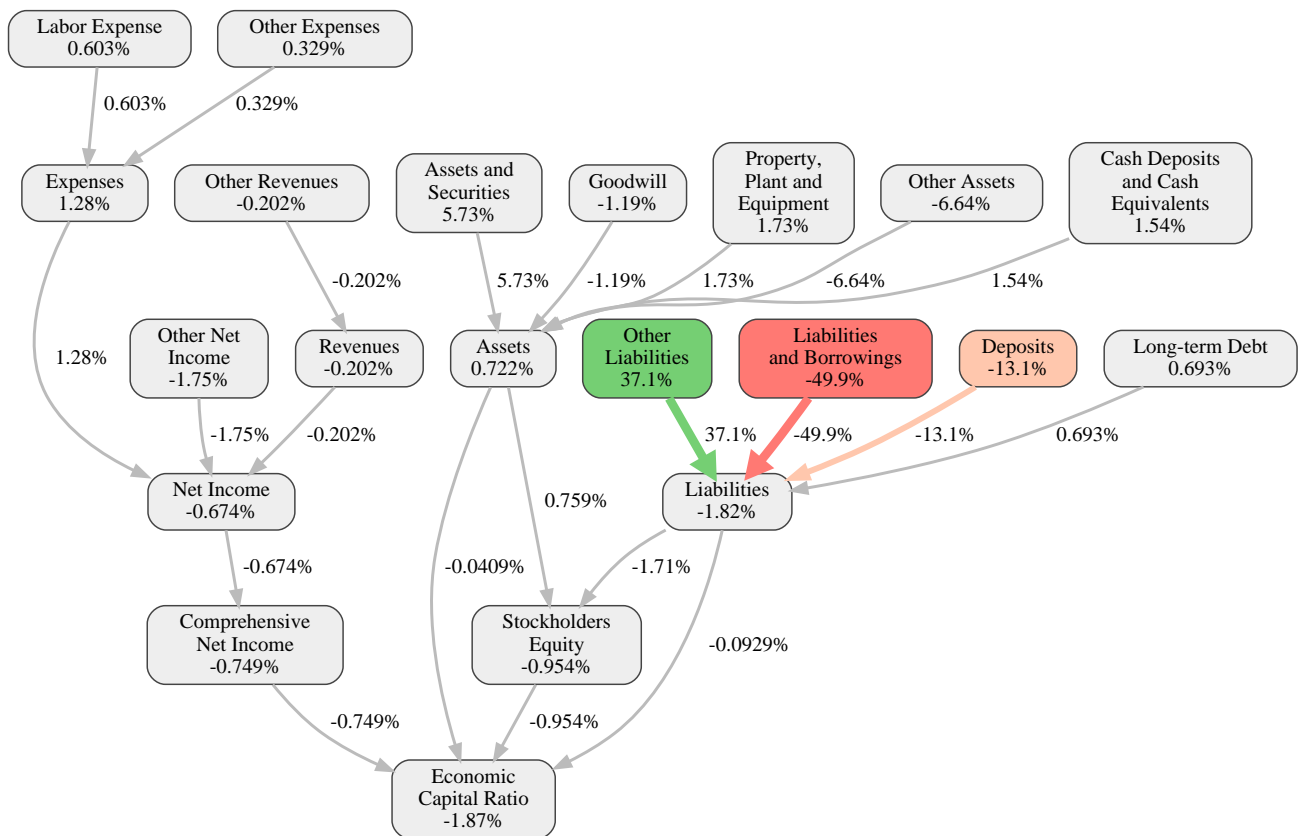 Labor Expense
0.603%
Other Expenses
0.329%
0.603%
0.329%
Expenses
1.28%
Other Revenues
-0.202%
Assets and
Securities
5.73%
Goodwill
-1.19%
Property,
Plant and
Equipment
1.73%
Other Assets
-6.64%
Cash Deposits
and Cash
Equivalents
1.54%
-0.202%
5.73%
-1.19%
1.73%
-6.64%
1.54%
1.28%
Other Net
Income
-1.75%
Revenues
-0.202%
Assets
0.722%
Other
Liabilities
37.1%
Liabilities
and Borrowings
-49.9%
Deposits
-13.1%
Long-term Debt
0.693%
-1.75%
-0.202%
37.1%
-49.9%
-13.1%
0.693%
Net Income
-0.674%
0.759%
Liabilities
-1.82%
-0.674%
-0.0409%
-1.71%
Comprehensive
Net Income
-0.749%
Stockholders
Equity
-0.954%
-0.0929%
-0.749%
-0.954%
Economic
Capital Ratio
-1.87%